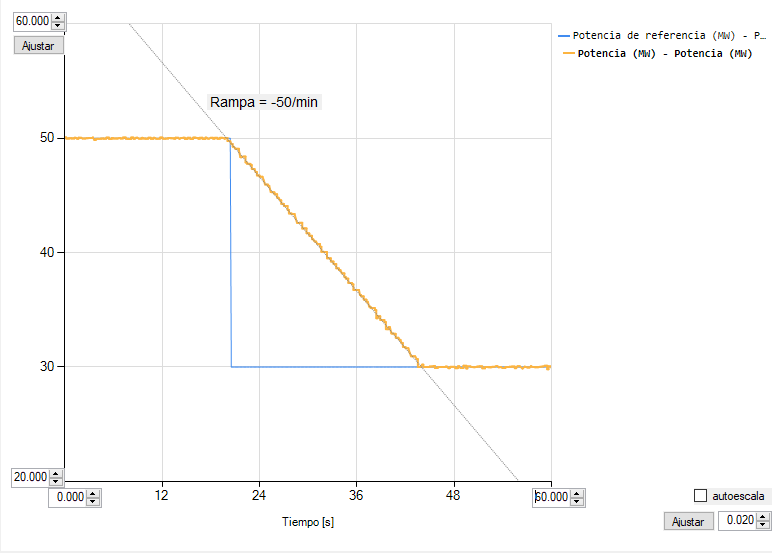 60.000
Ajustar
Potencia de referencia (MW) - P…
Potencia (MW) - Potencia (MW)
Rampa = -50/min
50
40
30
20.000
0.000
12
24
36
48
60.000
Tiempo [s]
autoescala
Ajustar
0.020